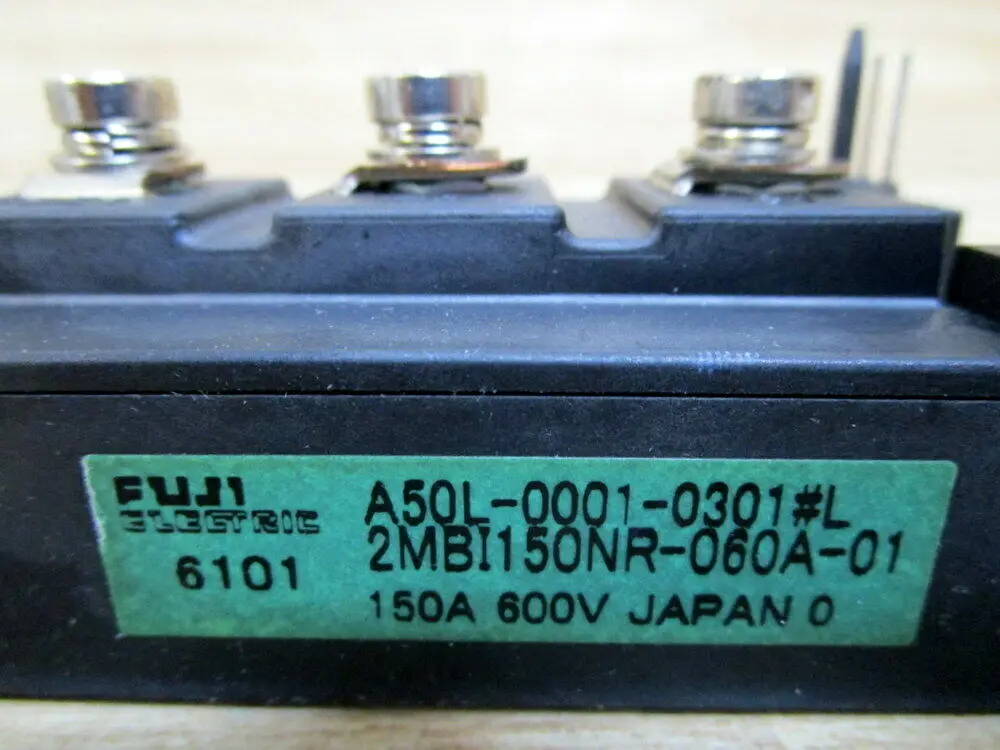 FUJI
ELECTRIC
6101
A50L-0001-0301#L
2MBI150NR-060A-01
150A 600V JAPAN 0